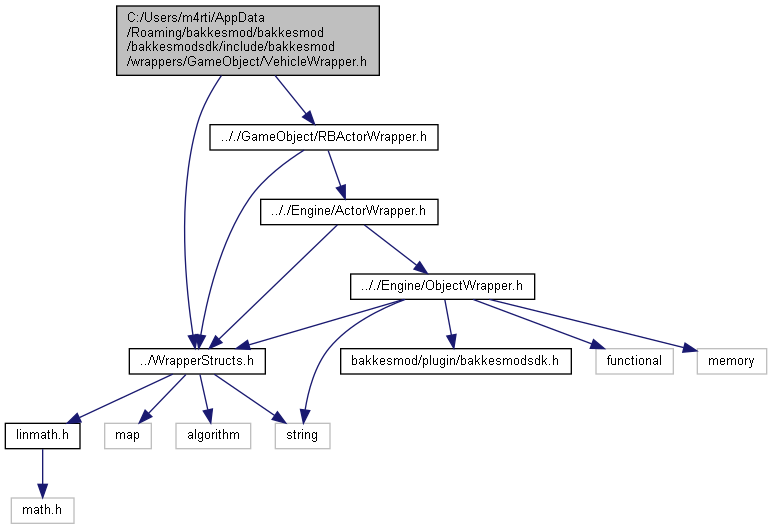 C:/Users/m4rti/AppData
/Roaming/bakkesmod/bakkesmod
/bakkesmodsdk/include/bakkesmod
/wrappers/GameObject/VehicleWrapper.h
.././GameObject/RBActorWrapper.h
.././Engine/ActorWrapper.h
.././Engine/ObjectWrapper.h
../WrapperStructs.h
bakkesmod/plugin/bakkesmodsdk.h
functional
memory
linmath.h
map
algorithm
string
math.h